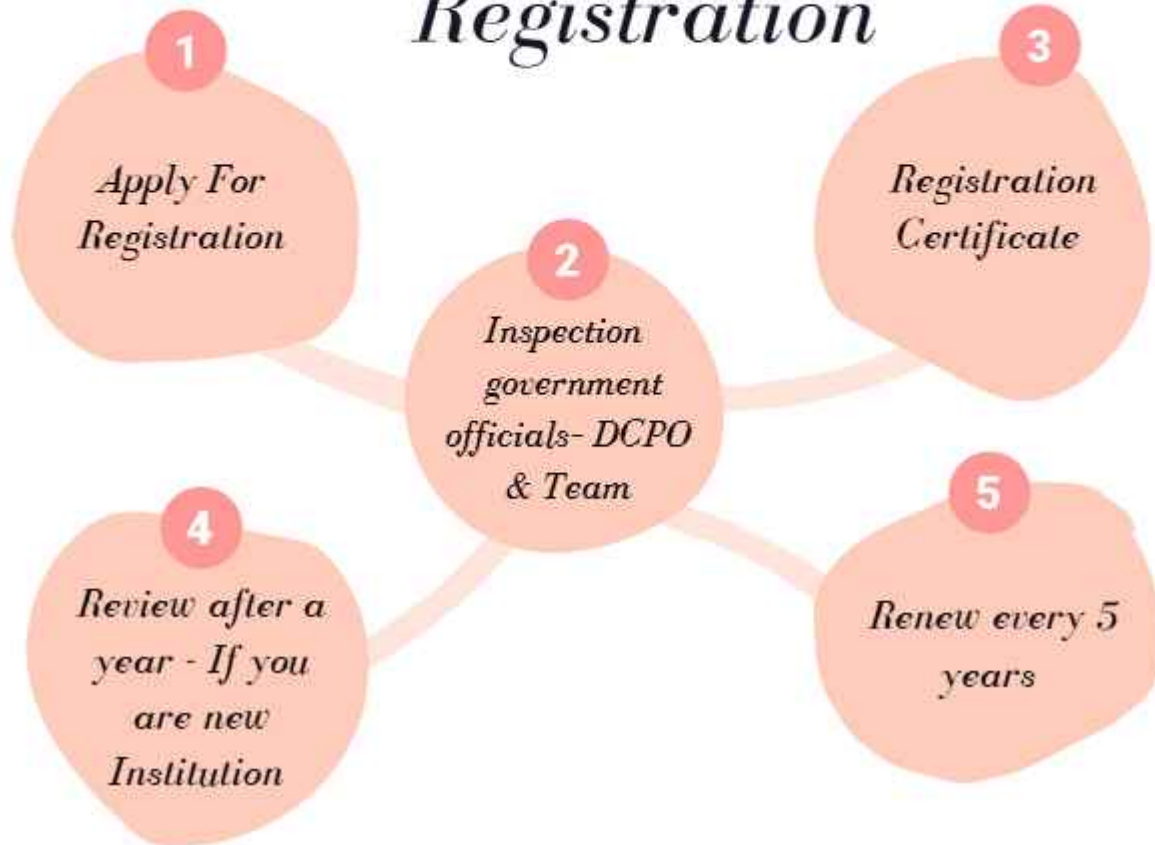 Registration
1
Apply For
Registration
2
Inspection
government
officials- DCPO
& Team
3
Registration
Certificate
4
Review after a
year - If you
are new
Institution
5
Renew every 5
years